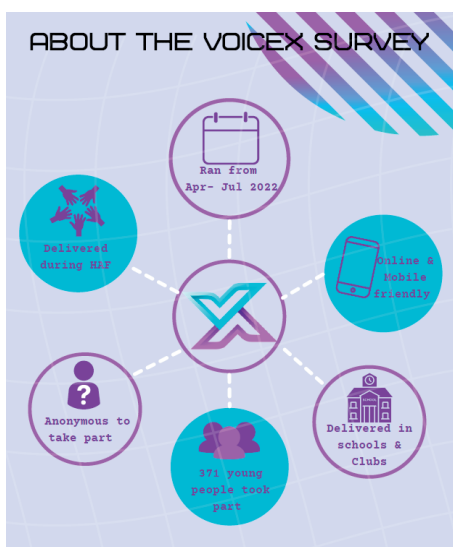 ABOUT THE VOICEX SURVEY
Ran from
Apr- Jul 2022
Delivered
during HAF
Online &
Mobile
friendly
Anonymous to
take part
SCHOOL
Delivered in
schools &
Clubs
371 young
people took
part